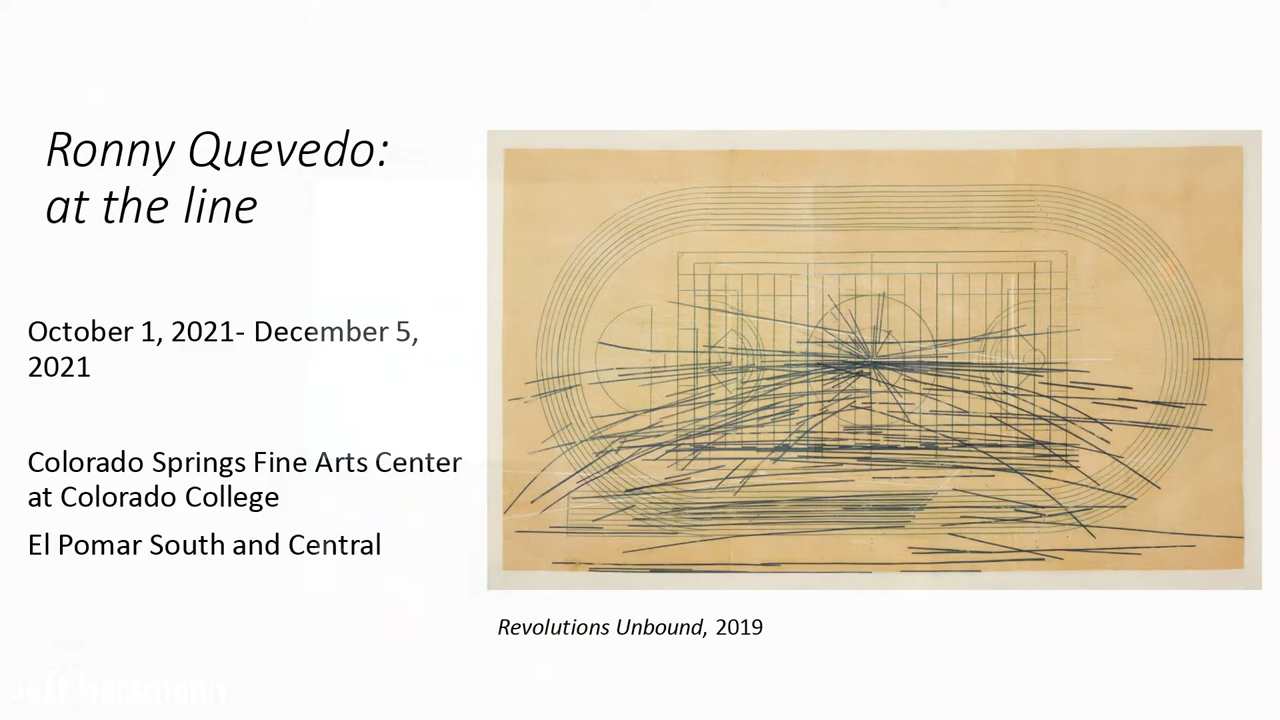 Ronny Quevedo:
at the line
October 1, 2021- December 5,
2021
Colorado Springs Fine Arts Center
at Colorado College
El Pomar South and Central
Revolutions Unbound, 2019